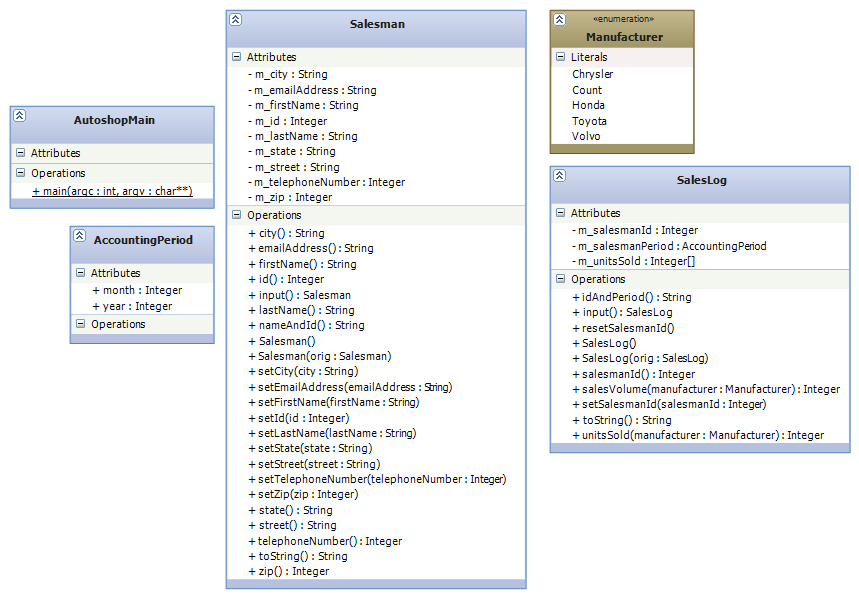 AutoshopMain
Attributes
Operations
+ main(argc : int, argv : char**)
AccountingPeriod
Attributes
+ month : Integer
+ year : Integer
Operations
Salesman
Attributes
- m_city : String
- m_emailAddress : String
- m_firstName : String
- m_id : Integer
- m_lastName : String
- m_state : String
- m_street : String
- m_telephoneNumber : Integer
- m_zip : Integer
Operations
+ city() : String
+ emailAddress() : String
+ firstName() : String
+ id() : Integer
+ input() : Salesman
+ lastName() : String
+ nameAndId() : String
+ Salesman()
+ Salesman(orig : Salesman)
+ setCity(city : String)
+ setEmailAddress(emailAddress : String)
+ setFirstName(firstName : String)
+ setId(id : Integer)
+ setLastName(lastName : String)
+ setState(state : String)
+ setStreet(street : String)
+ setTelephoneNumber(telephoneNumber : Integer)
+ setZip(zip : Integer)
+ state() : String
+ street() : String
+ telephoneNumber() : Integer
+ toString() : String
+ zip() : Integer
«enumeration»
Manufacturer
Literals
Chrysler
Count
Honda
Toyota
Volvo
SalesLog
Attributes
- m_salesmanId : Integer
- m_salesmanPeriod : AccountingPeriod
- m_unitsSold : Integer[]
Operations
+ idAndPeriod() : String
+ input() : SalesLog
+ resetSalesmanId()
+ SalesLog()
+ SalesLog(orig : SalesLog)
+ salesmanId() : Integer
+ salesVolume(manufacturer : Manufacturer) : Integer
+ setSalesmanId(salesmanId : Integer)
+ toString() : String
+ unitsSold(manufacturer : Manufacturer) : Integer